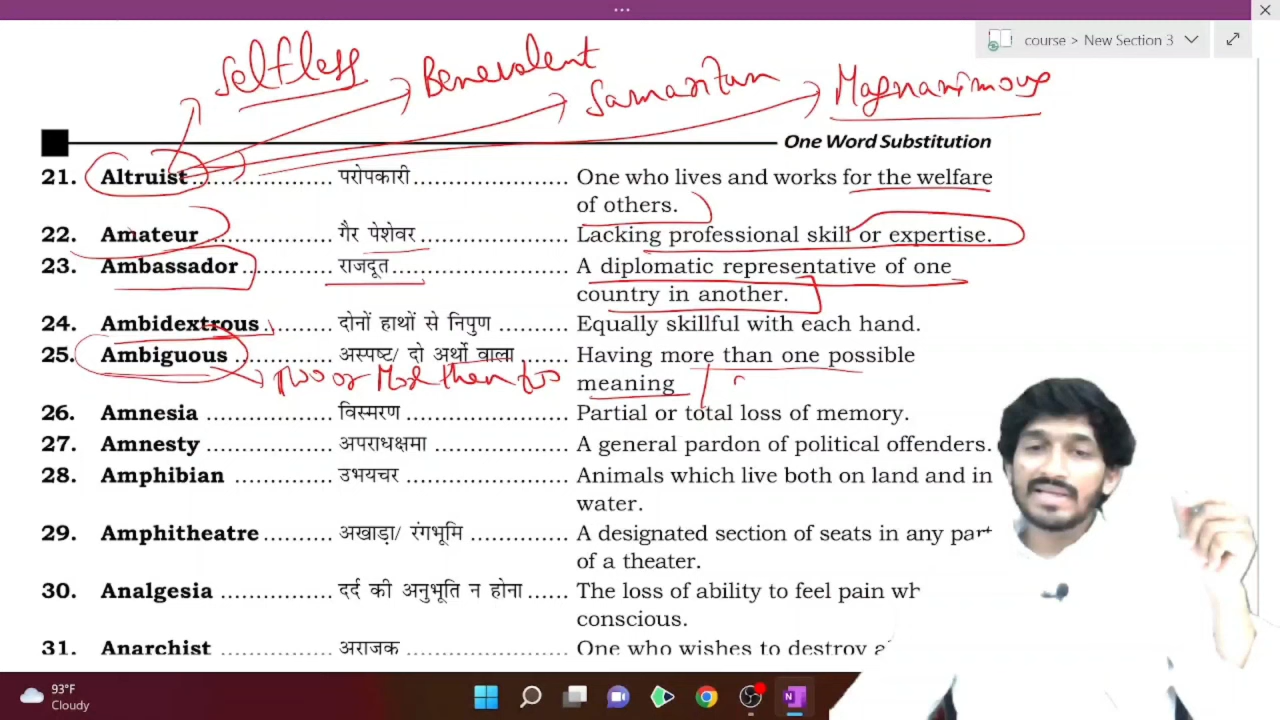 course > New Section 3
Selfless Benevalent Samaritan Magnanimous
One Word Substitution
21. Altruist .................... परोपकारी ...................... One who lives and works for the welfare
of others.
22. Amateur .................. गैर पेशेवर ..................... Lacking professional skill or expertise.
23. Ambassador ............. राजदूत ......................... A diplomatic representative of one
country in another.
24. Ambidextrous .......... दोनों हाथों से निपुण .......... Equally skillful with each hand.
25. Ambiguous .............. अस्पष्ट/ दो अर्थो वाला ....... Having more than one possible
Two or More then two meaning
26. Amnesia ................. विस्मरण ........................ Partial or total loss of memory.
27. Amnesty ................. अपराधक्षमा .................... A general pardon of political offenders.
28. Amphibian .............. उभयचर ......................... Animals which live both on land and in
water.
29. Amphitheatre .......... अखाड़ा/ रंगभूमि .............. A designated section of seats in any part
of a theater.
30. Analgesia ................ दर्द की अनुभूति न होना ...... The loss of ability to feel pain wh
conscious.
31. Anarchist ................ अराजक ......................... One who wishes to destroy a
93°F
Cloudy